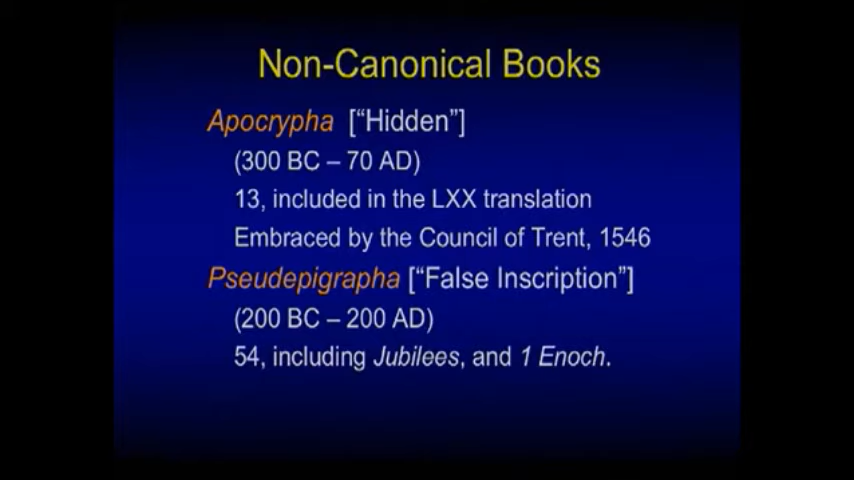 Non-Canonical Books
Apocrypha [“Hidden”]
(300 BC – 70 AD)
13, included in the LXX translation
Embraced by the Council of Trent, 1546
Pseudepigrapha [“False Inscription”]
(200 BC – 200 AD)
54, including Jubilees, and 1 Enoch.